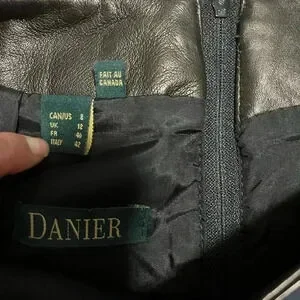 FAIT AU
CANADA
CAN/US 8
UK 12
FR 40
ITALY 42
DANIER